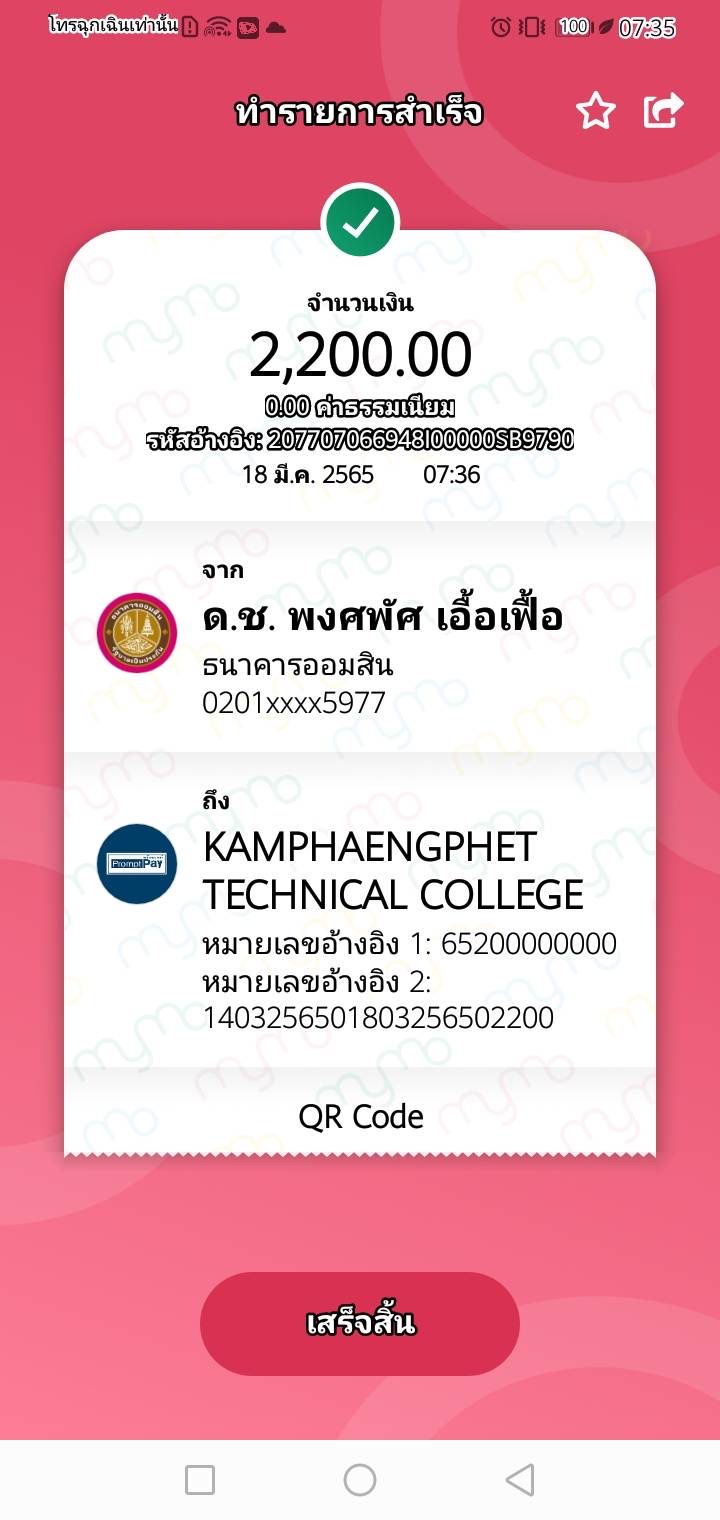 โทรฉุกเฉินเท่านั้น 100 07:35
ทำรายการสำเร็จ
จำนวนเงิน
2,200.00
0.00 ค่าธรรมเนียม
รหัสอ้างอิง: 207707066948I00000SB9790
18 มี.ค. 2565 07:36
จาก
ด.ช. พงศพัศ เอื้อเฟื้อ
ธนาคารออมสิน
0201xxxx5977
ถึง
PromptPay
KAMPHAENGPHET
TECHNICAL COLLEGE
หมายเลขอ้างอิง 1: 65200000000
หมายเลขอ้างอิง 2:
1403256501803256502200
QR Code
เสร็จสิ้น